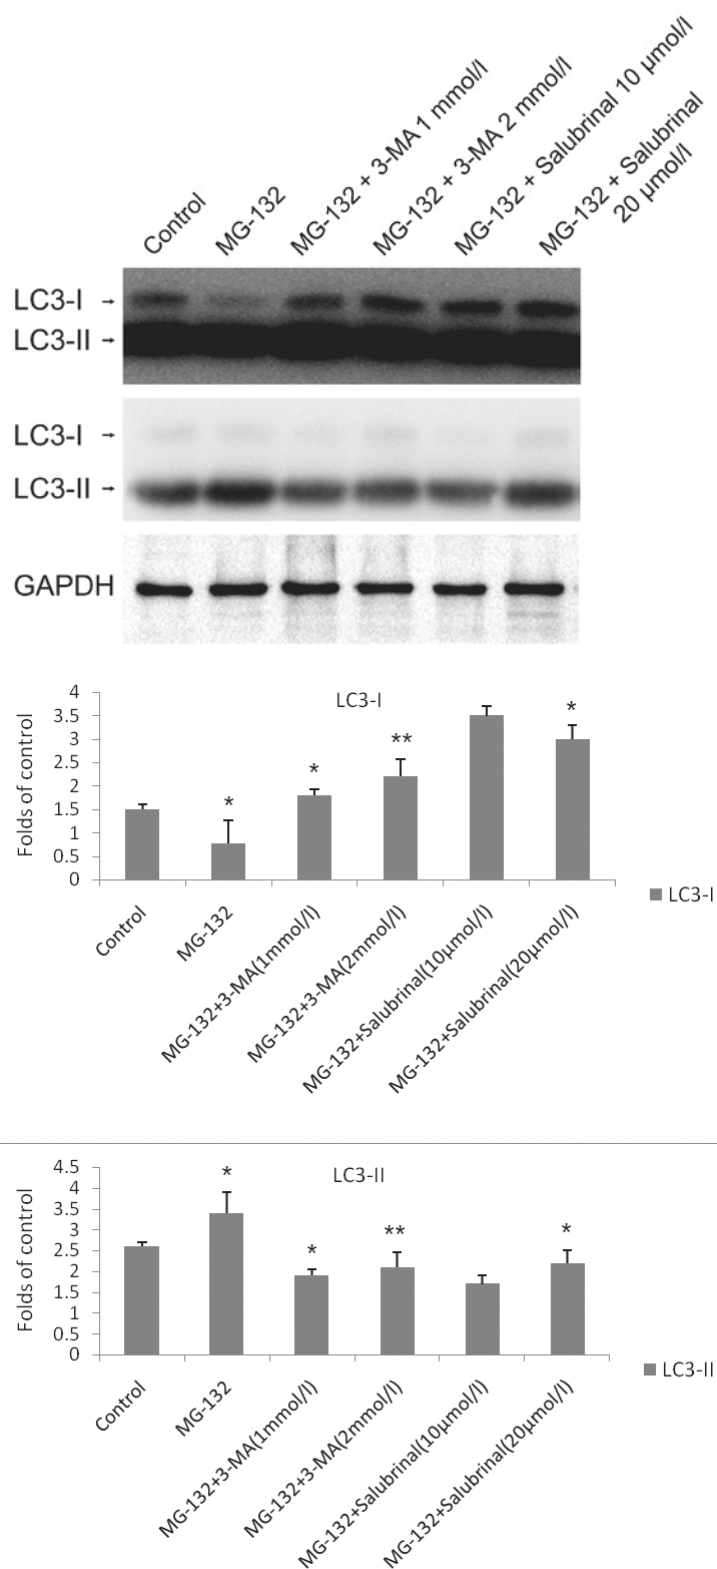 Control
MG-132
MG-132 + 3-MA 1 mmol/l
MG-132 + 3-MA 2 mmol/l
MG-132 + Salubrinal 10 µmol/l
MG-132 + Salubrinal
20 µmol/l
LC3-I →
LC3-II →
LC3-I →
LC3-II →
GAPDH
LC3-I
Folds of control
4
3.5
3
2.5
2
1.5
1
0.5
0
*
*
**
*
Control
MG-132
MG-132+3-MA(1mmol/l)
MG-132+3-MA(2mmol/l)
MG-132+Salubrinal(10µmol/l)
MG-132+Salubrinal(20µmol/l)
LC3-I
LC3-II
Folds of control
4.5
4
3.5
3
2.5
2
1.5
1
0.5
0
*
*
**
*
Control
MG-132
MG-132+3-MA(1mmol/l)
MG-132+3-MA(2mmol/l)
MG-132+Salubrinal(10µmol/l)
MG-132+Salubrinal(20µmol/l)
LC3-II